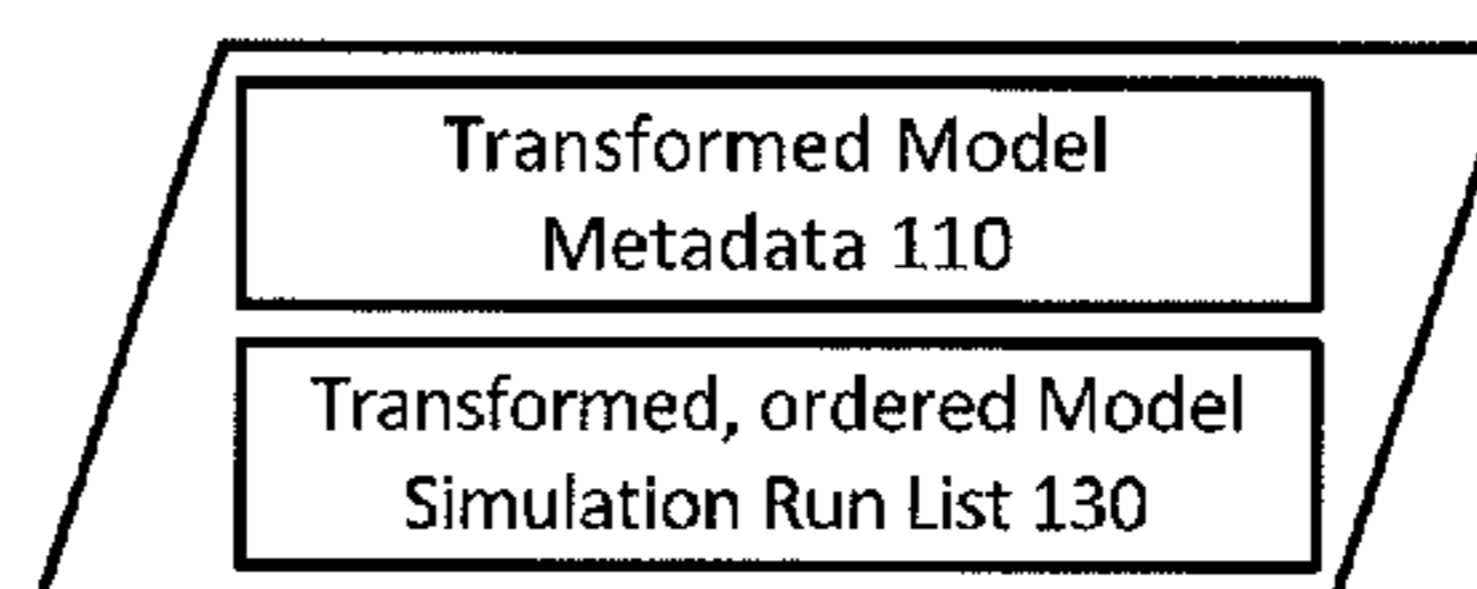 Transformed Model
Metadata 110
Transformed, ordered Model
Simulation Run List 130